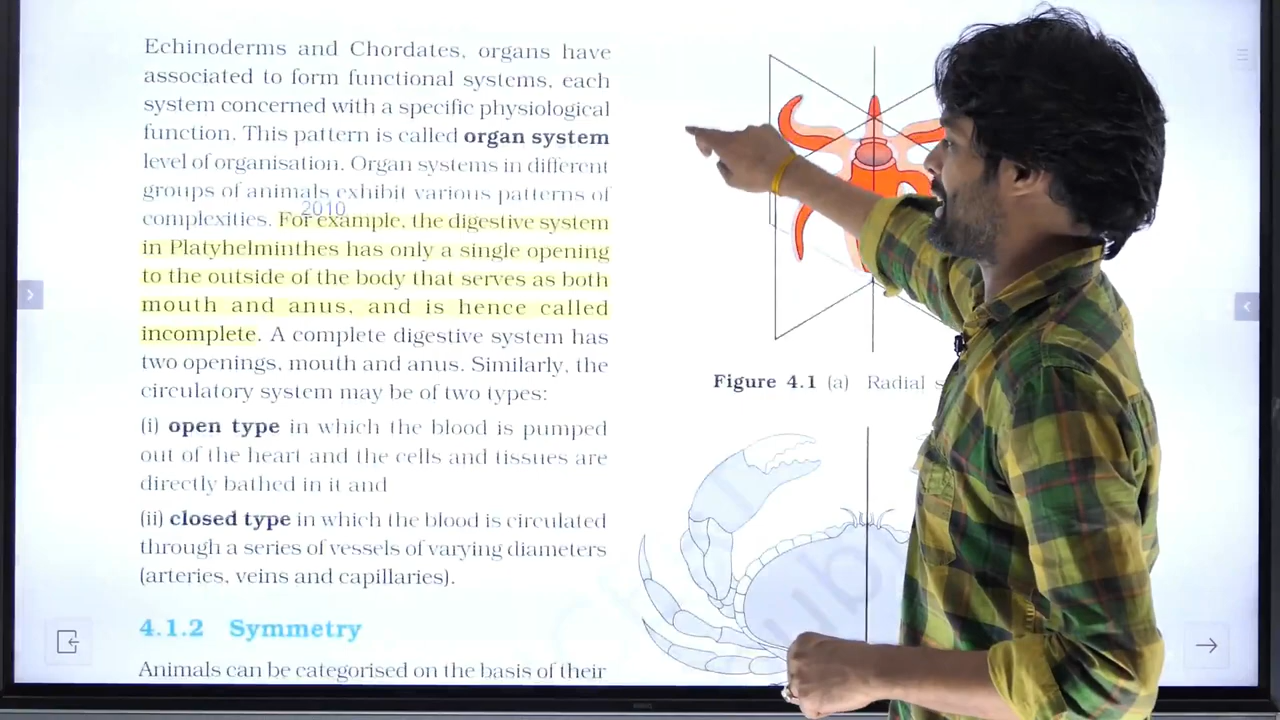 Echinoderms and Chordates, organs have
associated to form functional systems, each
system concerned with a specific physiological
function. This pattern is called organ system
level of organisation. Organ systems in different
groups of animals exhibit various patterns of
2010
complexities. For example, the digestive system
in Platyhelminthes has only a single opening
to the outside of the body that serves as both
mouth and anus, and is hence called
incomplete. A complete digestive system has
two openings, mouth and anus. Similarly, the
circulatory system may be of two types:
(i) open type in which the blood is pumped
out of the heart and the cells and tissues are
directly bathed in it and
(ii) closed type in which the blood is circulated
through a series of vessels of varying diameters
(arteries, veins and capillaries).
4.1.2 Symmetry
Animals can be categorised on the basis of their
Figure 4.1 (a) Radial s